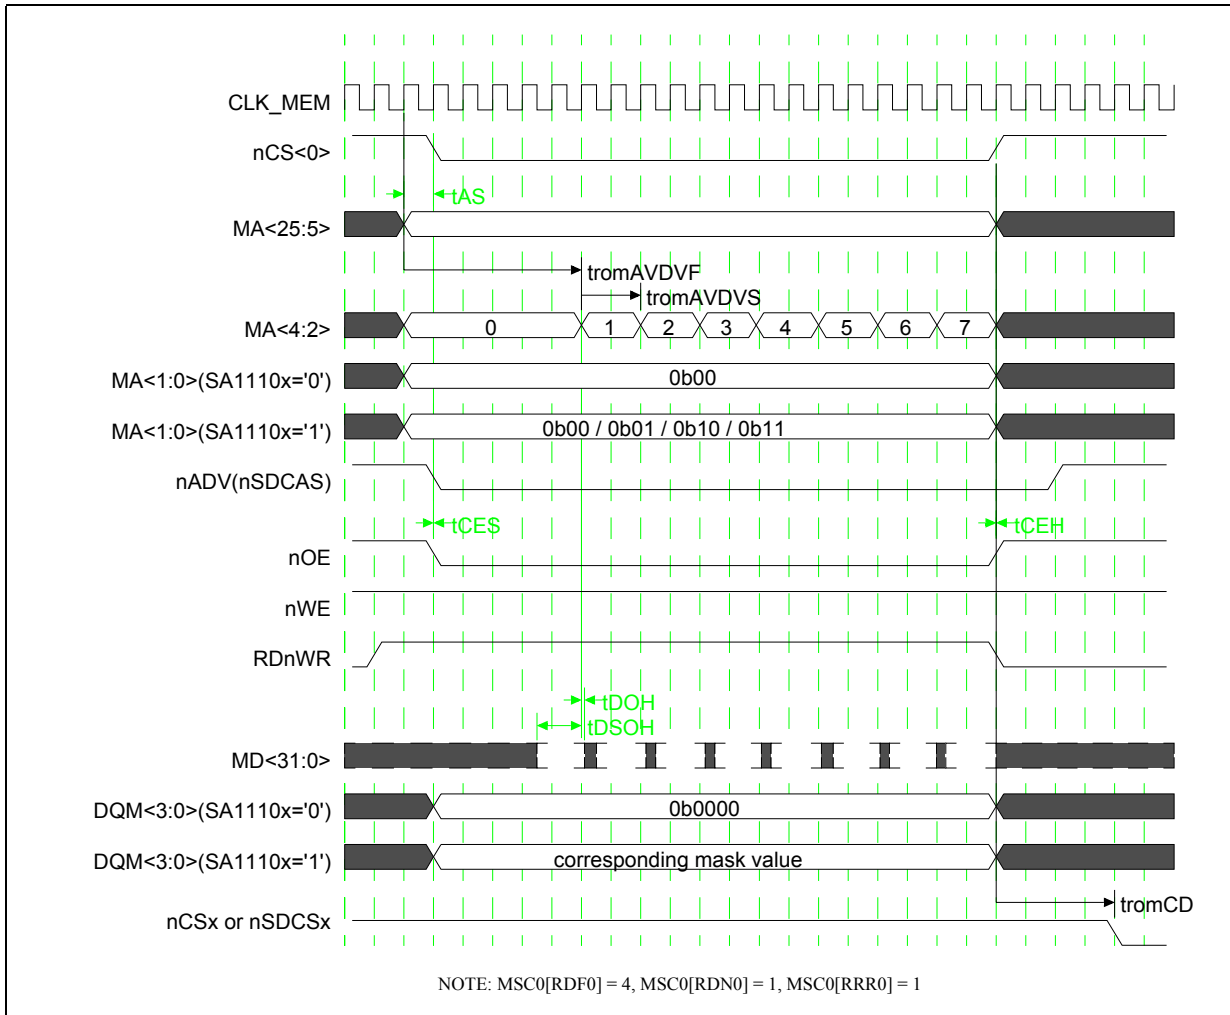 CLK_MEM
nCS<0>
tAS
MA<25:5>
tromAVDVF
tromAVDVS
MA<4:2>
0 1 2 3 4 5 6 7
MA<1:0>(SA1110x='0')
0b00
MA<1:0>(SA1110x='1')
0b00 / 0b01 / 0b10 / 0b11
nADV(nSDCAS)
tCES
tCEH
nOE
nWE
RDnWR
tDOH
tDSOH
MD<31:0>
DQM<3:0>(SA1110x='0')
0b0000
DQM<3:0>(SA1110x='1')
corresponding mask value
tromCD
nCSx or nSDCSx
NOTE: MSC0[RDF0] = 4, MSC0[RDN0] = 1, MSC0[RRR0] = 1